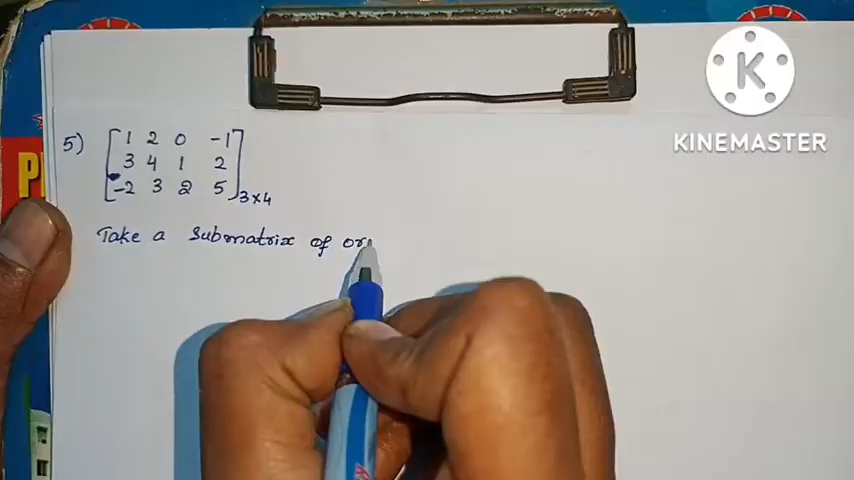 5) [1 2 0 -1
3 4 1 2
-2 3 2 5]3×4
Take a Submatrix of or
KINEMASTER